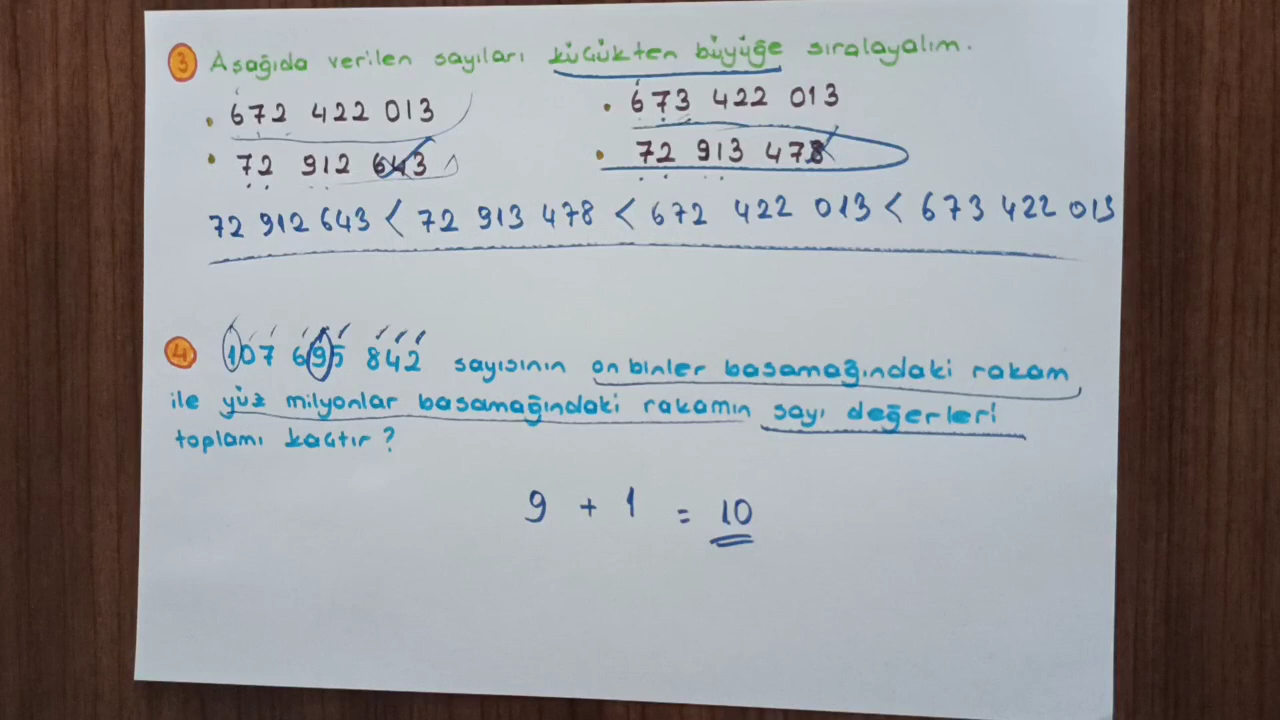 3 Aşağıda verilen sayıları küçükten büyüğe sıralayalım.
• 672 422 013 • 673 422 013
• 72 912 643 • 72 913 478
72 912 643 < 72 913 478 < 672 422 013 < 673 422 013
4 107 695 842 sayısının on binler basamağındaki rakam
ile yüz milyonlar basamağındaki rakamın sayı değerleri
toplamı kaçtır?
9 + 1 = 10